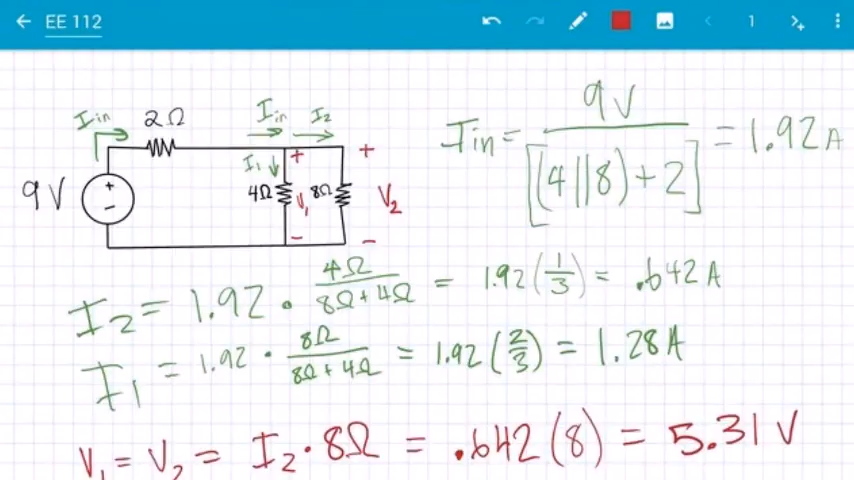 EE 112
1
Iin 2Ω Iin I2
9V + - I1 4Ω + V1 - 8Ω + V2 -
Iin = 9V / [(4||8)+2] = 1.92A
I2 = 1.92 · 4Ω / (8Ω+4Ω) = 1.92(1/3) = .642A
I1 = 1.92 · 8Ω / (8Ω+4Ω) = 1.92(2/3) = 1.28A
V1 = V2 = I2·8Ω = .642(8) = 5.31V